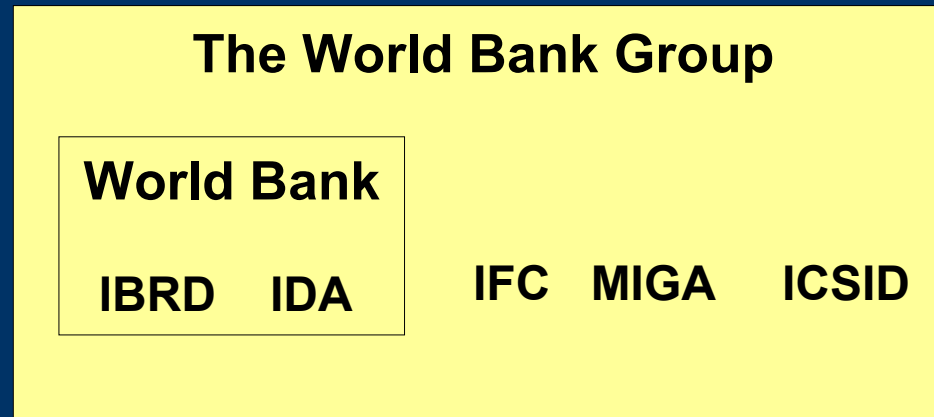 The World Bank Group
World Bank
IBRD IDA
IFC MIGA ICSID